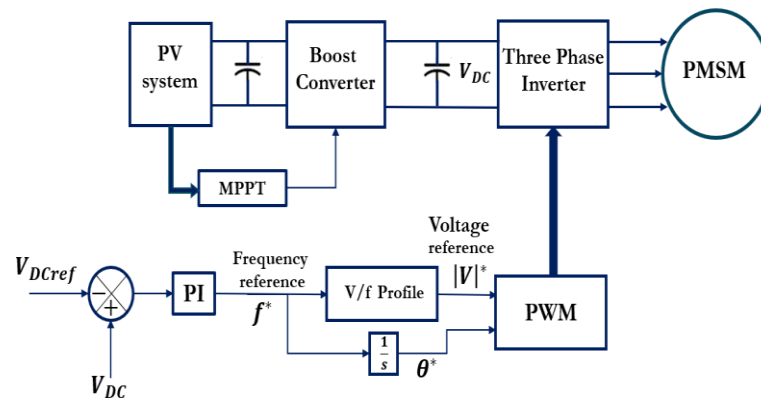 PV
system
Boost
Converter
V_DC
Three Phase
Inverter
PMSM
MPPT
Voltage
reference
|V|*
Frequency
reference
f*
V_DCref
−
+
PI
V/f Profile
PWM
1
s
θ*
V_DC